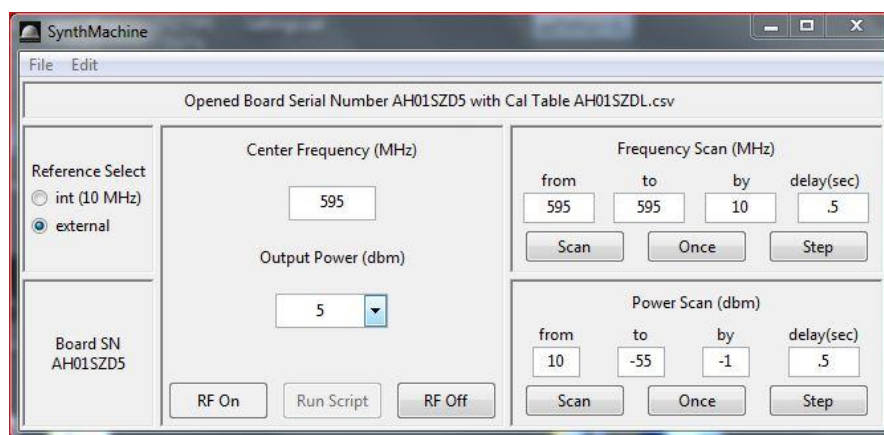 SynthMachine
File Edit
Opened Board Serial Number AH01SZD5 with Cal Table AH01SZDL.csv
Reference Select
int (10 MHz)
external
Board SN
AH01SZD5
Center Frequency (MHz)
595
Output Power (dbm)
5
RF On Run Script RF Off
Frequency Scan (MHz)
from to by delay(sec)
595 595 10 .5
Scan Once Step
Power Scan (dbm)
from to by delay(sec)
10 -55 -1 .5
Scan Once Step